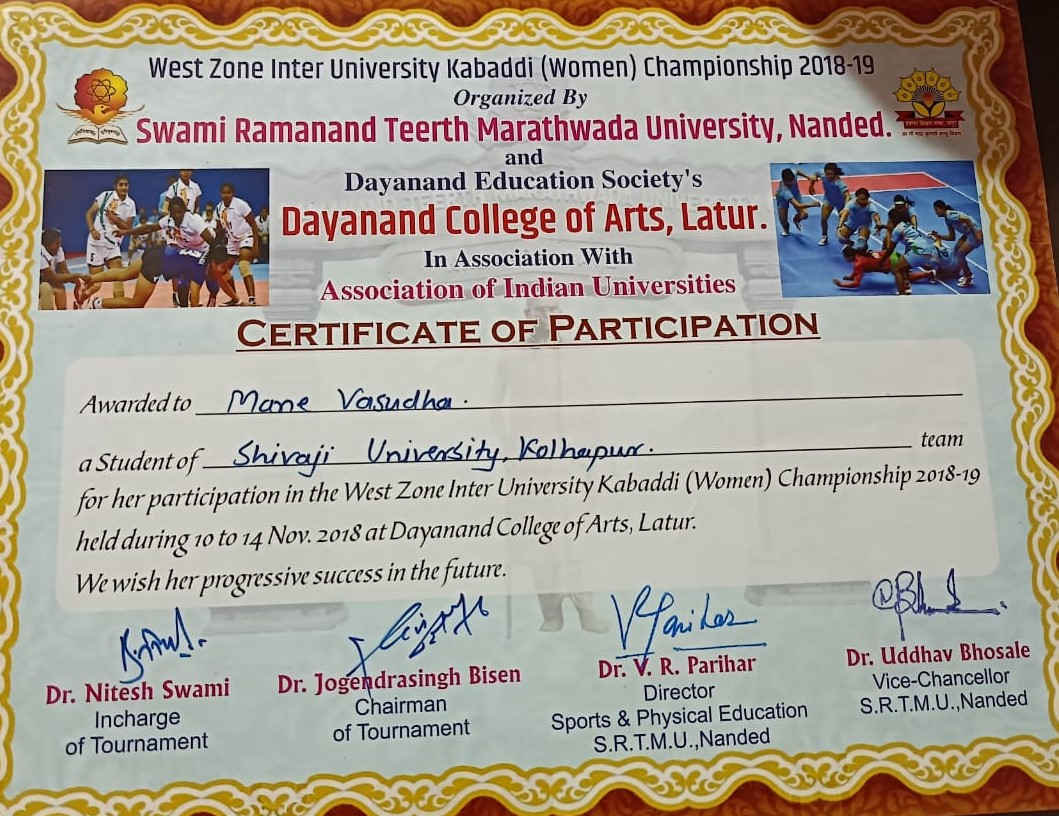 West Zone Inter University Kabaddi (Women) Championship 2018-19
Organized By
Swami Ramanand Teerth Marathwada University, Nanded.
and
Dayanand Education Society's
Dayanand College of Arts, Latur.
In Association With
Association of Indian Universities
CERTIFICATE OF PARTICIPATION
Awarded to Mane Vasudha.
a Student of Shivaji University, Kolhapur. team
for her participation in the West Zone Inter University Kabaddi (Women) Championship 2018-19
held during 10 to 14 Nov. 2018 at Dayanand College of Arts, Latur.
We wish her progressive success in the future.
Dr. Nitesh Swami
Incharge
of Tournament
Dr. Jogendrasingh Bisen
Chairman
of Tournament
Dr. V. R. Parihar
Director
Sports & Physical Education
S.R.T.M.U.,Nanded
Dr. Uddhav Bhosale
Vice-Chancellor
S.R.T.M.U.,Nanded